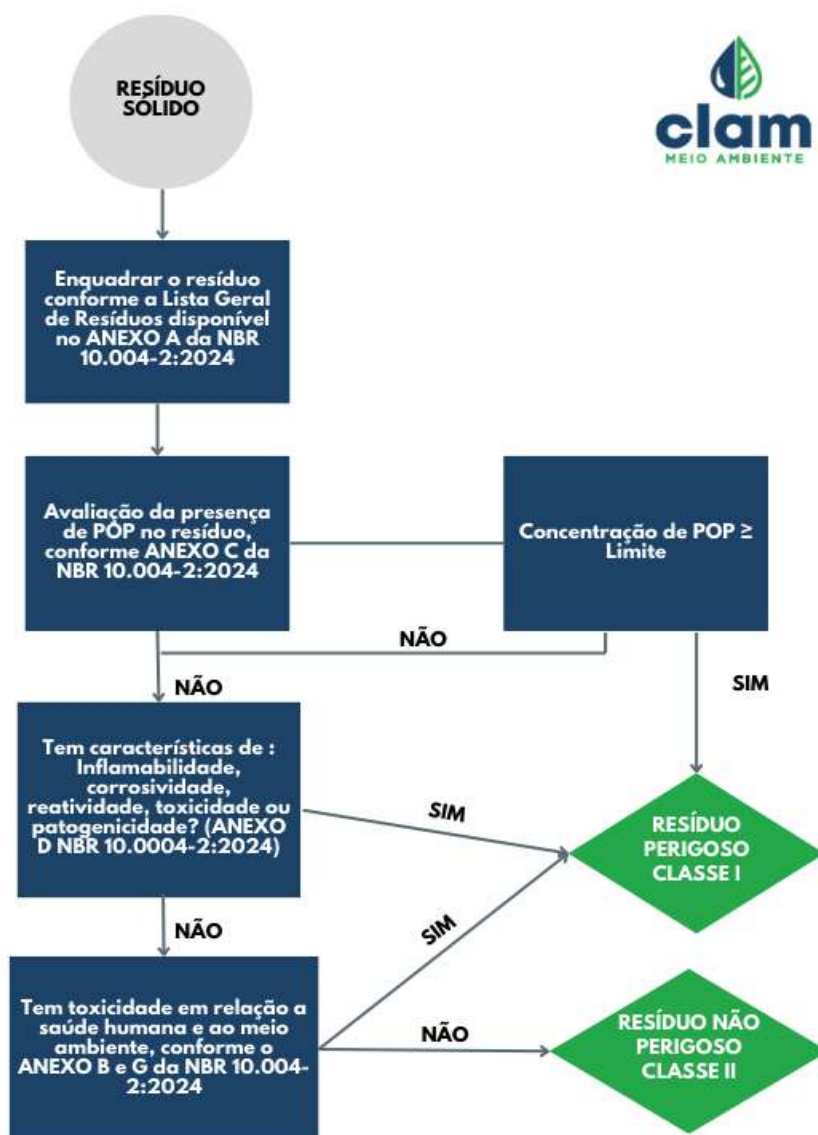 RESÍDUO
SÓLIDO
clam
MEIO AMBIENTE
Enquadrar o resíduo
conforme a Lista Geral
de Resíduos disponível
no ANEXO A da NBR
10.004-2:2024
Avaliação da presença
de POP no resíduo,
conforme ANEXO C da
NBR 10.004-2:2024
Concentração de POP ≥
Limite
NÃO
NÃO
SIM
Tem características de :
Inflamabilidade,
corrosividade,
reatividade, toxicidade ou
patogenicidade? (ANEXO
D NBR 10.0004-2:2024)
SIM
RESÍDUO
PERIGOSO
CLASSE I
NÃO
SIM
Tem toxicidade em relação a
saúde humana e ao meio
ambiente, conforme o
ANEXO B e G da NBR 10.004-
2:2024
NÃO
RESÍDUO NÃO
PERIGOSO
CLASSE II